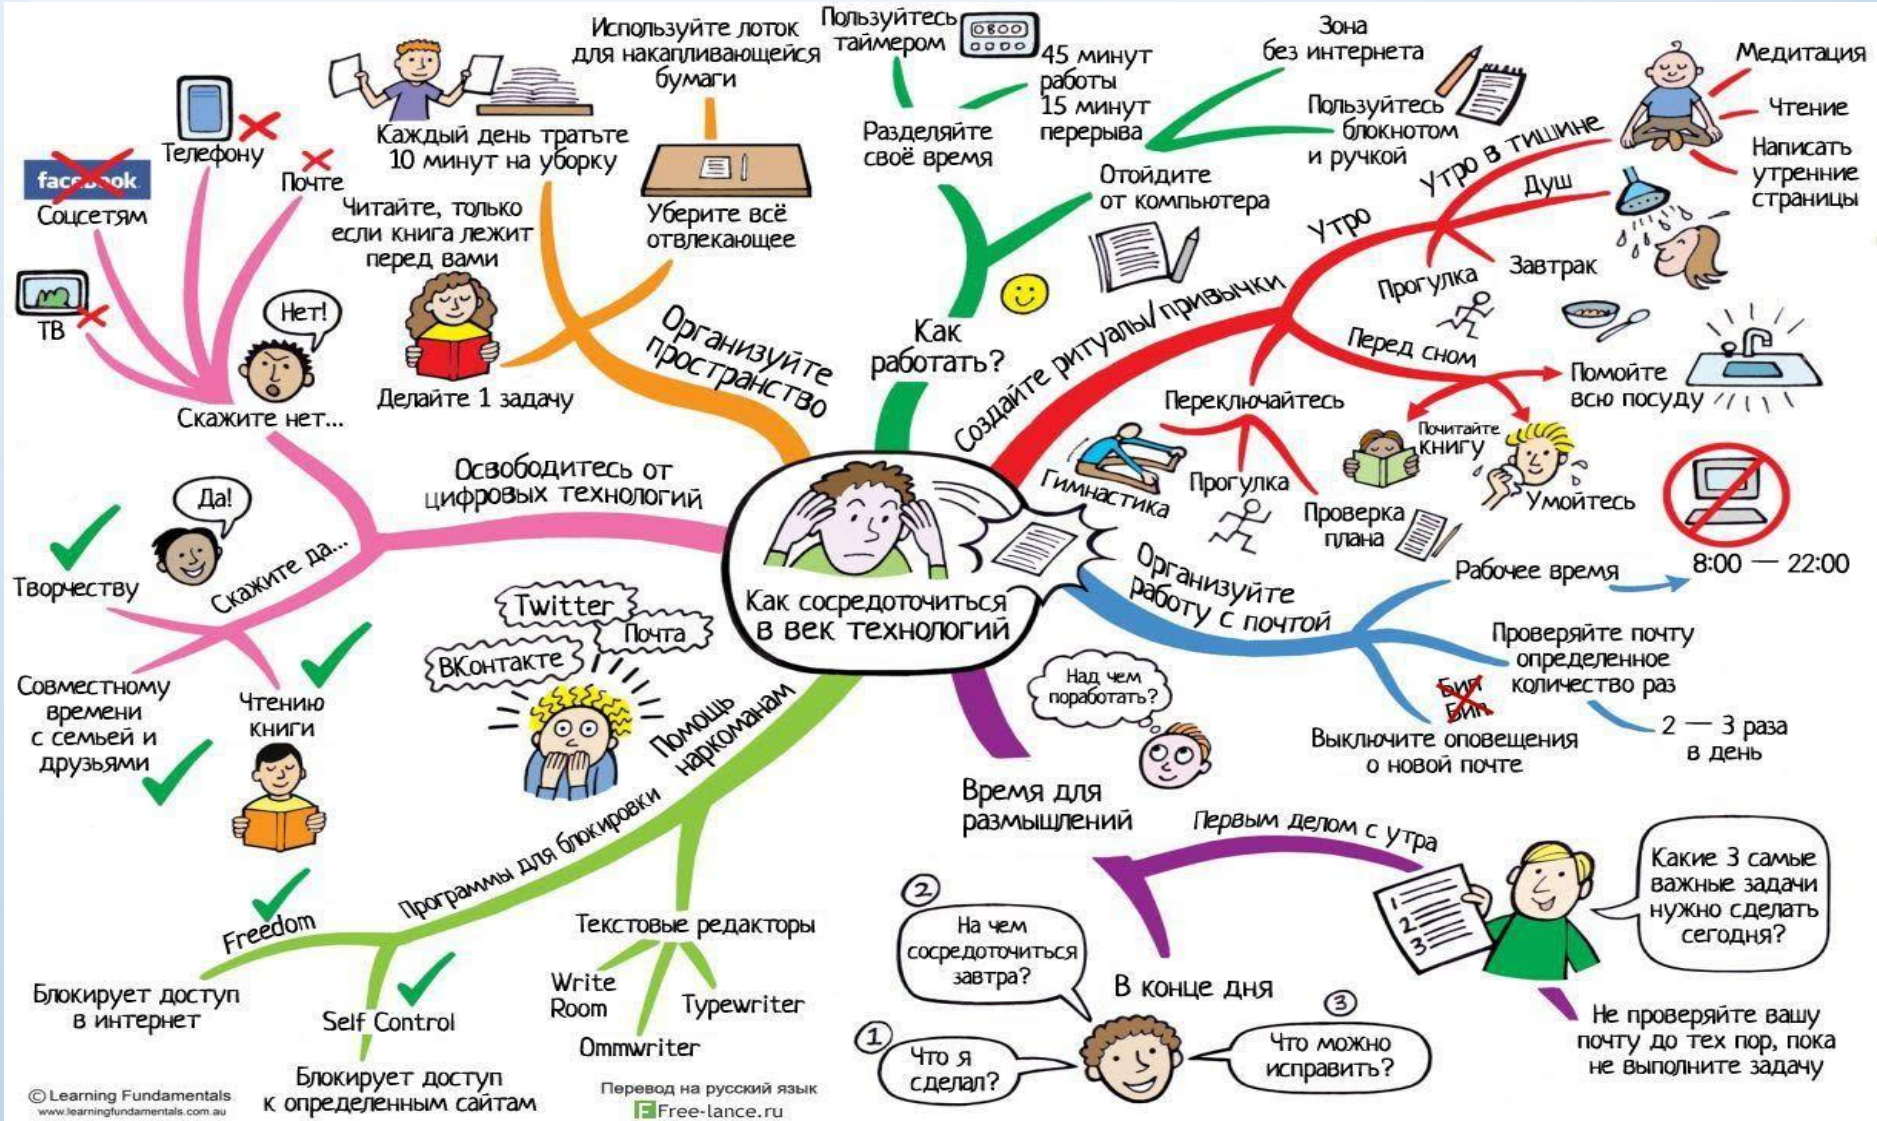 Как сосредоточиться
в век технологий
Как
работать?
Разделяйте
своё время
Пользуйтесь
таймером
0800
45 минут
работы
15 минут
перерыва
Отойдите
от компьютера
Зона
без интернета
Пользуйтесь
блокнотом
и ручкой
Создайте ритуалы/привычки
Утро
Утро в тишине
Медитация
Чтение
Написать
утренние
страницы
Душ
Завтрак
Прогулка
Перед сном
Помойте
всю посуду
Почитайте
книгу
Умойтесь
Переключайтесь
Гимнастика
Прогулка
Проверка
плана
Организуйте
работу с почтой
Рабочее время
8:00 — 22:00
Проверяйте почту
определенное
количество раз
2 — 3 раза
в день
Бип
Бип
Выключите оповещения
о новой почте
Над чем
поработать?
Время для
размышлений
Первым делом с утра
1
2
3
Какие 3 самые
важные задачи
нужно сделать
сегодня?
Не проверяйте вашу
почту до тех пор, пока
не выполните задачу
В конце дня
1
Что я
сделал?
2
На чем
сосредоточиться
завтра?
3
Что можно
исправить?
Помощь
наркоманам
Twitter
Почта
ВКонтакте
Программы для блокировки
Freedom
Блокирует доступ
в интернет
Self Control
Блокирует доступ
к определенным сайтам
Текстовые редакторы
Write
Room
Ommwriter
Typewriter
Освободитесь от
цифровых технологий
Скажите да...
Да!
Творчеству
Совместному
времени
с семьей и
друзьями
Чтению
книги
Скажите нет...
Нет!
ТВ
facebook
Соцсетям
Телефону
Почте
Организуйте
пространство
Каждый день тратьте
10 минут на уборку
Используйте лоток
для накапливающейся
бумаги
Уберите всё
отвлекающее
Читайте, только
если книга лежит
перед вами
Делайте 1 задачу
© Learning Fundamentals
www.learningfundamentals.com.au
Перевод на русский язык
F Free-lance.ru